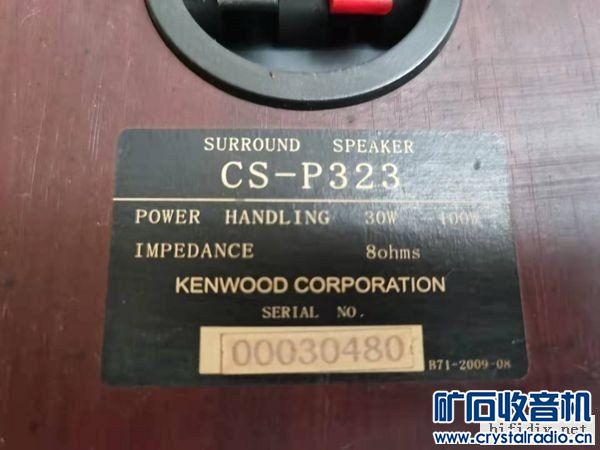 SURROUND SPEAKER
CS-P323
POWER HANDLING 30W 100W
IMPEDANCE 8ohms
KENWOOD CORPORATION
SERIAL NO.
00030480
B71-2009-08
hifidiy.net
矿石收音机
www.crystalradio.cn